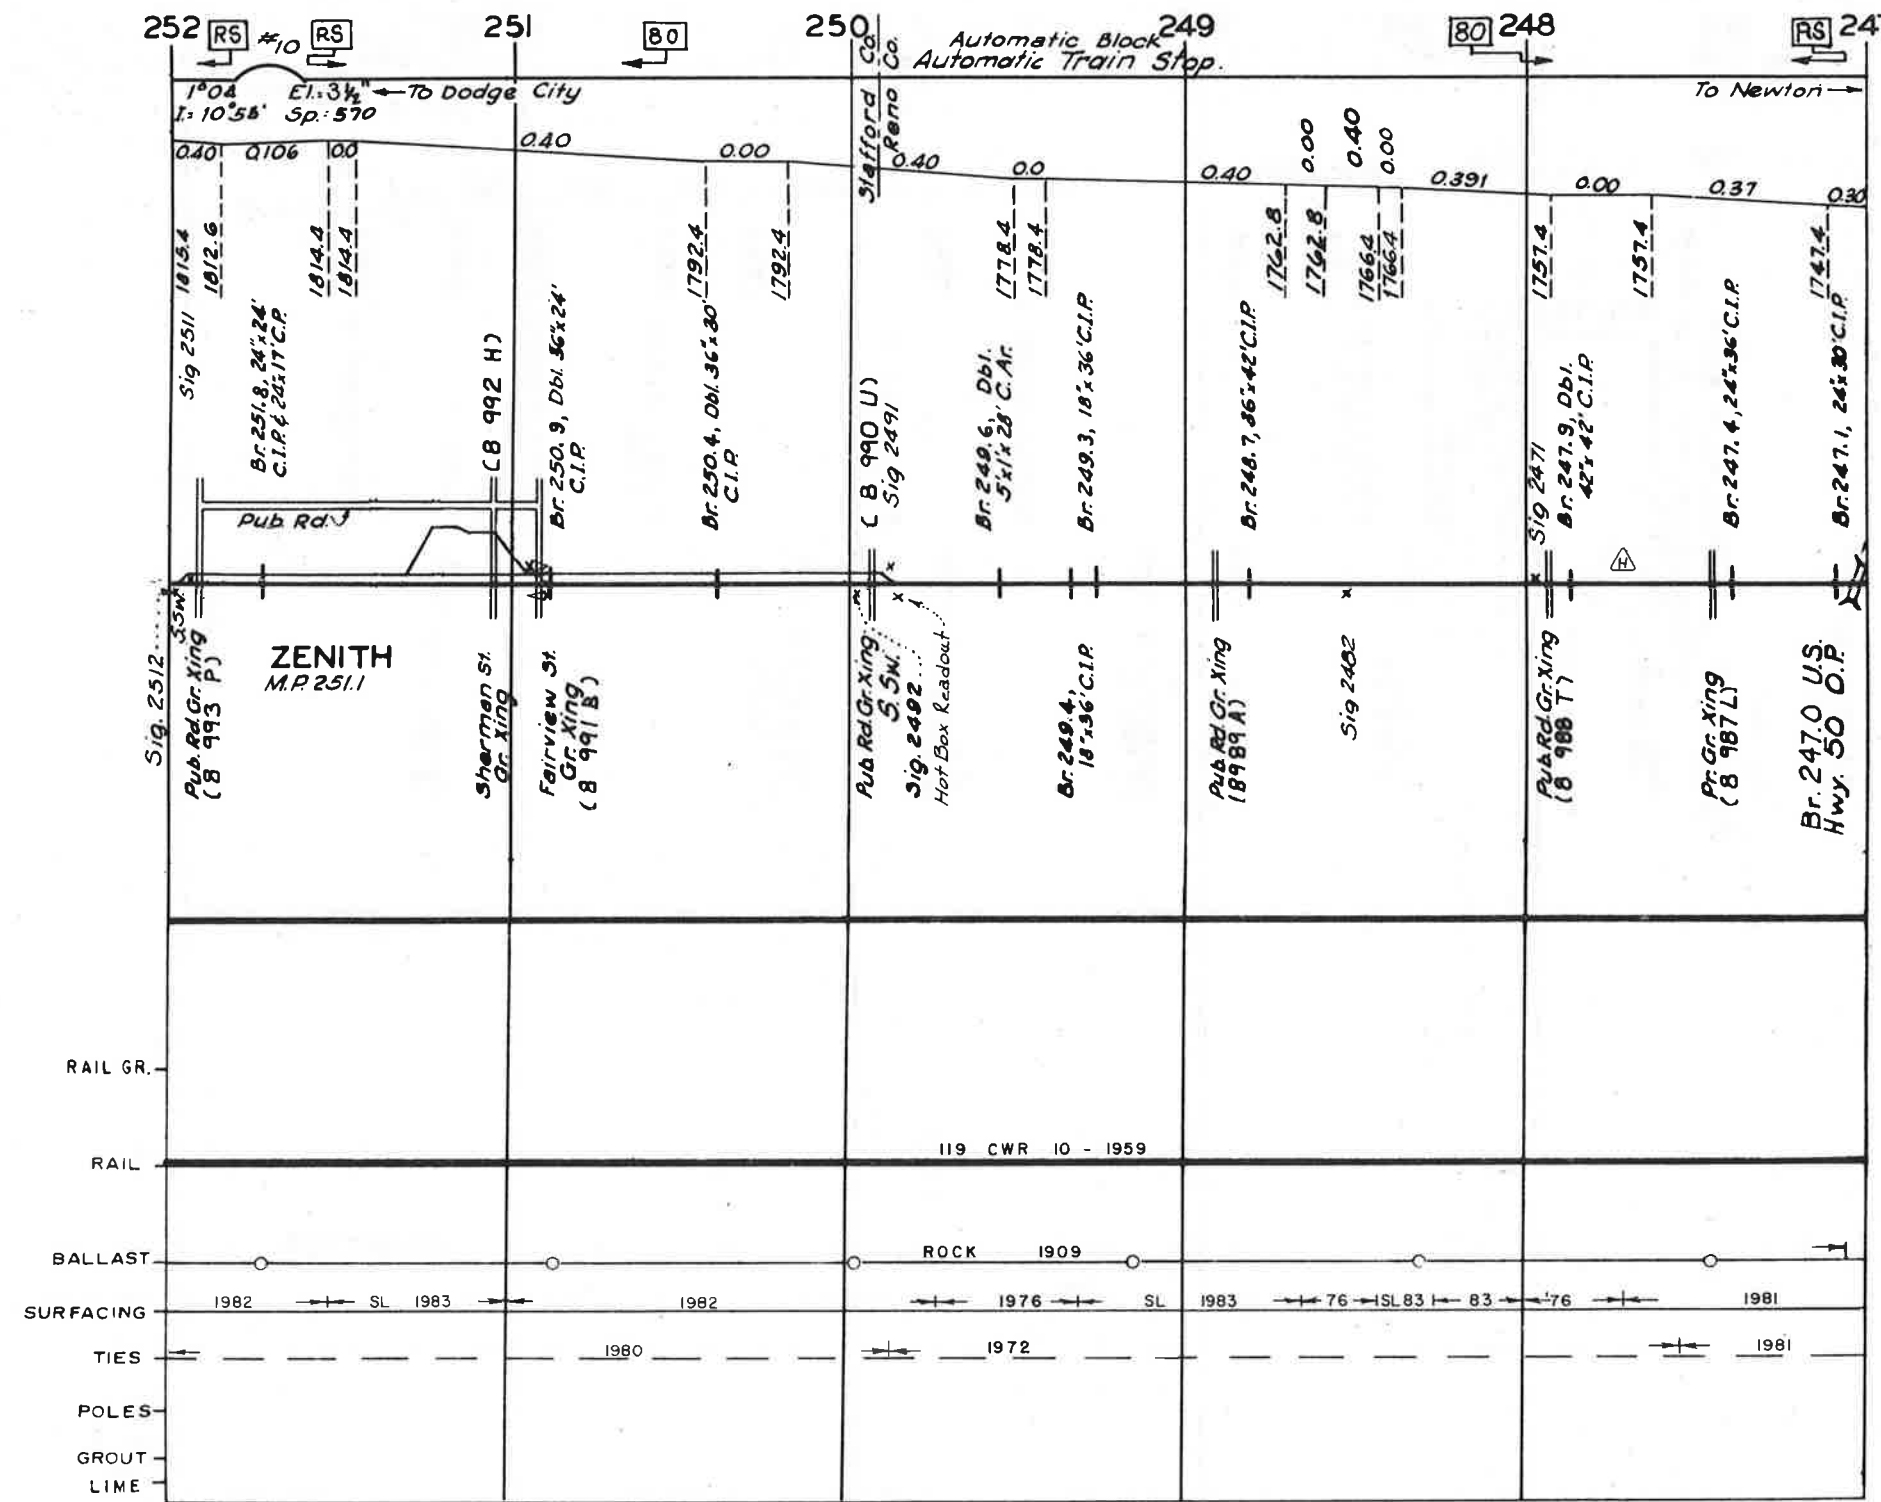 252 RS #10 RS 251 80 250 249 80 248 RS 24
Automatic Block
Automatic Train Stop.
Stafford Co.
Reno Co.
1°04' El.: 3½" ← To Dodge City
I.: 10°58' Sp.: 570
To Newton →
0.40 0.106 0.0 0.40 0.00 0.40 0.0 0.40 0.00 0.40 0.00 0.391 0.00 0.37 0.30
1815.4
1812.6
1814.4
1814.4
1792.4
1792.4
1778.4
1778.4
1762.8
1762.8
1766.4
1766.4
1757.4
1757.4
1747.4
Sig 2511
Br. 251.8, 24"x24'
C.I.P. & 24x17'C.P.
(8 992 H)
Br. 250.9, Dbl. 36"x24'
C.I.P.
Br. 250.4, Dbl. 36"x30'
C.I.P.
(8 990 U)
Sig 2491
Br. 249.6, Dbl.
5'x1'x28' C. Ar.
Br. 249.3, 18"x36'C.I.P.
Br. 248.7, 36"x42'C.I.P.
Sig 2471
Br. 247.9, Dbl.
42"x42' C.I.P.
Br. 247.4, 24"x36'C.I.P.
Br. 247.1, 24"x30'C.I.P.
Pub. Rd.
H
Sig. 2512
S.Sw.
Pub. Rd. Gr. Xing
(8 993 P)
ZENITH
M.P. 251.1
Sherman St.
Gr. Xing
Fairview St.
Gr. Xing
(8 991 B)
Pub. Rd. Gr. Xing
S. Sw.
Sig. 2492
Hot Box Readout
Br. 249.4,
18"x36'C.I.P.
Pub. Rd. Gr. Xing
(8989A)
Sig 2482
Pub. Rd. Gr. Xing
(8 988 T)
Pr. Gr. Xing
(8 987 L)
Br. 247.0 U.S.
Hwy. 50 O.P.
RAIL GR.
RAIL 119 CWR 10 - 1959
BALLAST ROCK 1909
SURFACING 1982 SL 1983 1982 1976 SL 1983 76 SL 83 83 '76 1981
TIES 1980 1972 1981
POLES
GROUT
LIME